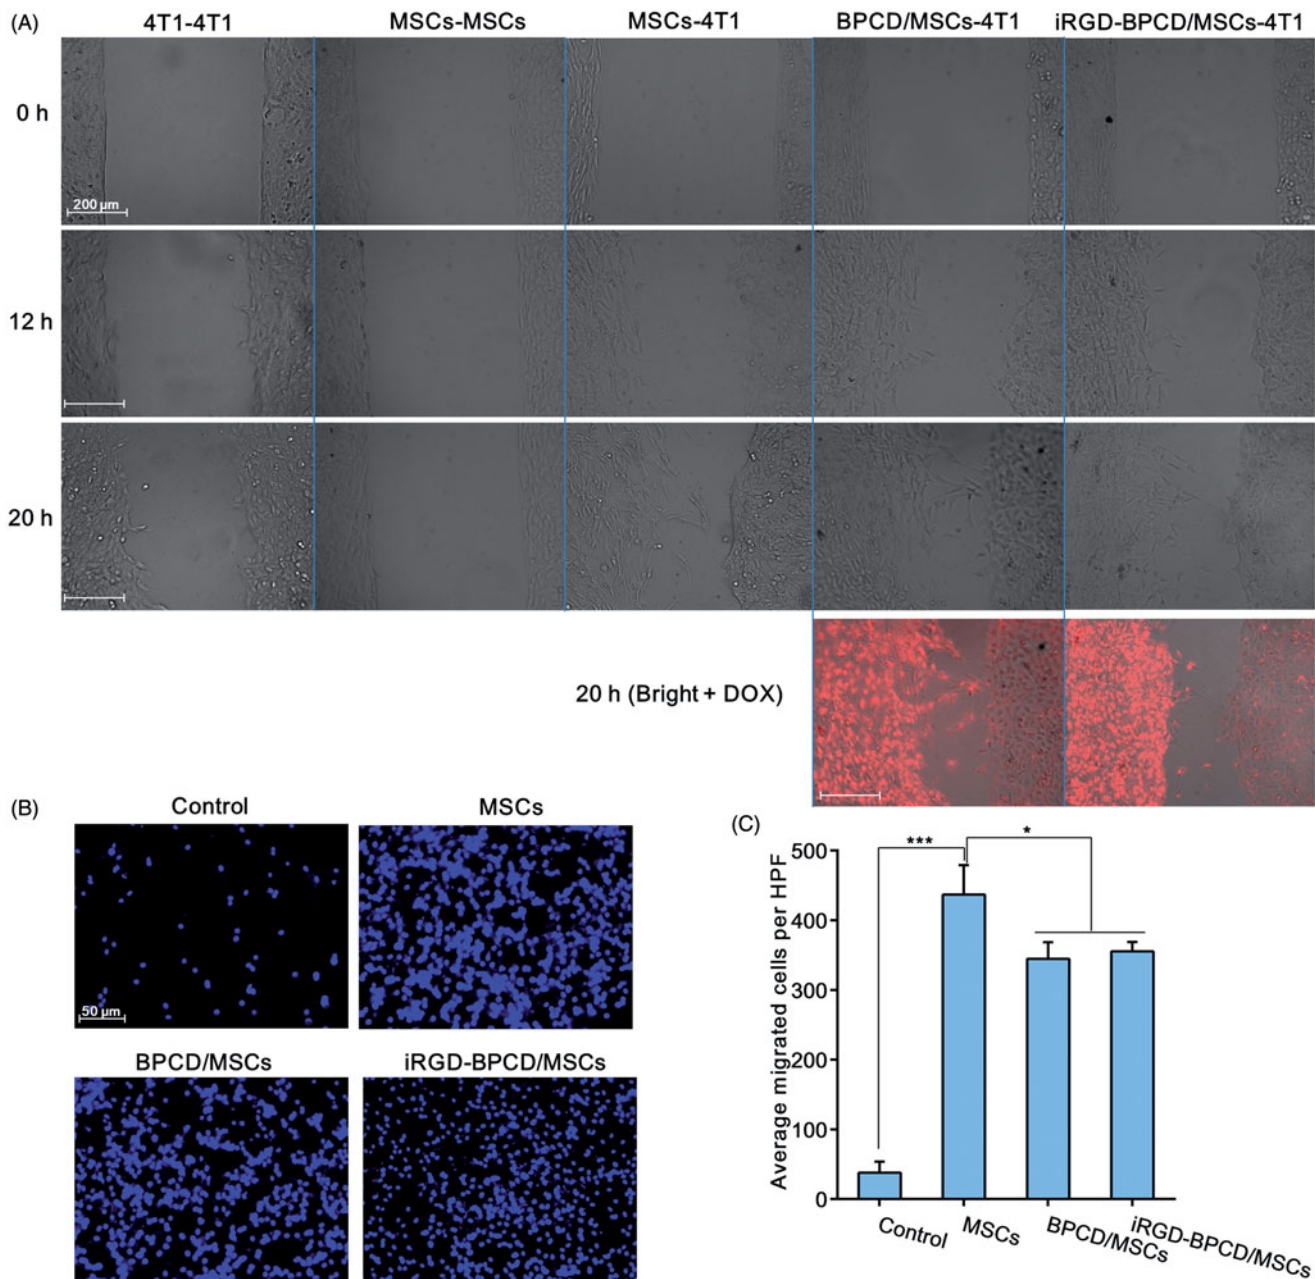 (A)
4T1-4T1 MSCs-MSCs MSCs-4T1 BPCD/MSCs-4T1 iRGD-BPCD/MSCs-4T1
0 h
200 µm
12 h
20 h
20 h (Bright + DOX)
(B)
Control MSCs
50 µm
BPCD/MSCs iRGD-BPCD/MSCs
(C)
*** *
Average migrated cells per HPF
500
400
300
200
100
0
Control MSCs BPCD/MSCs iRGD-BPCD/MSCs